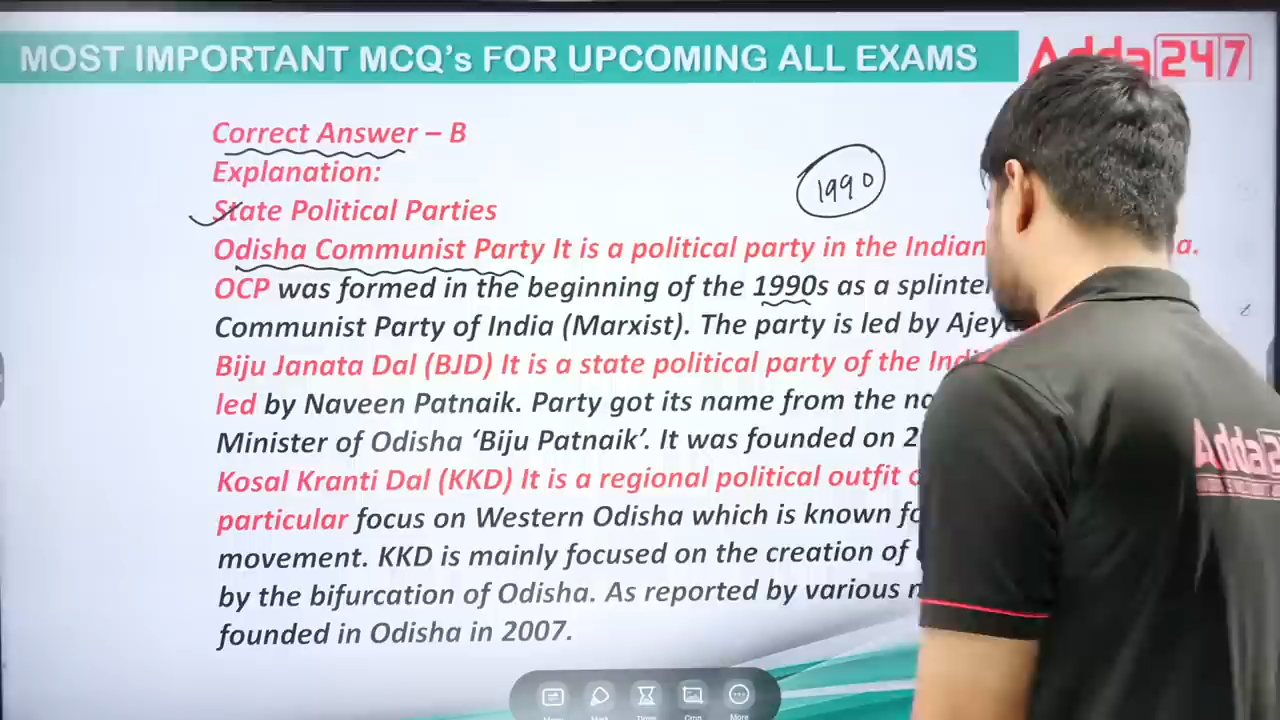 MOST IMPORTANT MCQ's FOR UPCOMING ALL EXAMS
Adda 247
Correct Answer – B
Explanation:
1990
State Political Parties
Odisha Communist Party It is a political party in the Indian a.
OCP was formed in the beginning of the 1990s as a splinter
Communist Party of India (Marxist). The party is led by
Biju Janata Dal (BJD) It is a state political party of the
led by Naveen Patnaik. Party got its name from the
Minister of Odisha ‘Biju Patnaik’. It was founded on 2
Kosal Kranti Dal (KKD) It is a regional political outfit
particular focus on Western Odisha which is known
movement. KKD is mainly focused on the creation of
by the bifurcation of Odisha. As reported by various
founded in Odisha in 2007.
Adda
More